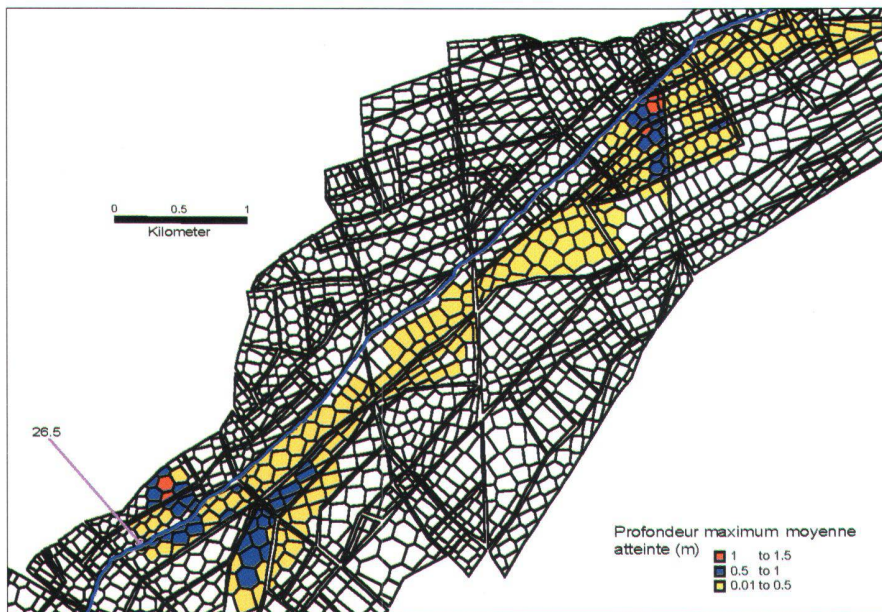 0 0.5 1
Kilometer
26.5
Profondeur maximum moyenne
atteinte (m)
1 to 1.5
0.5 to 1
0.01 to 0.5